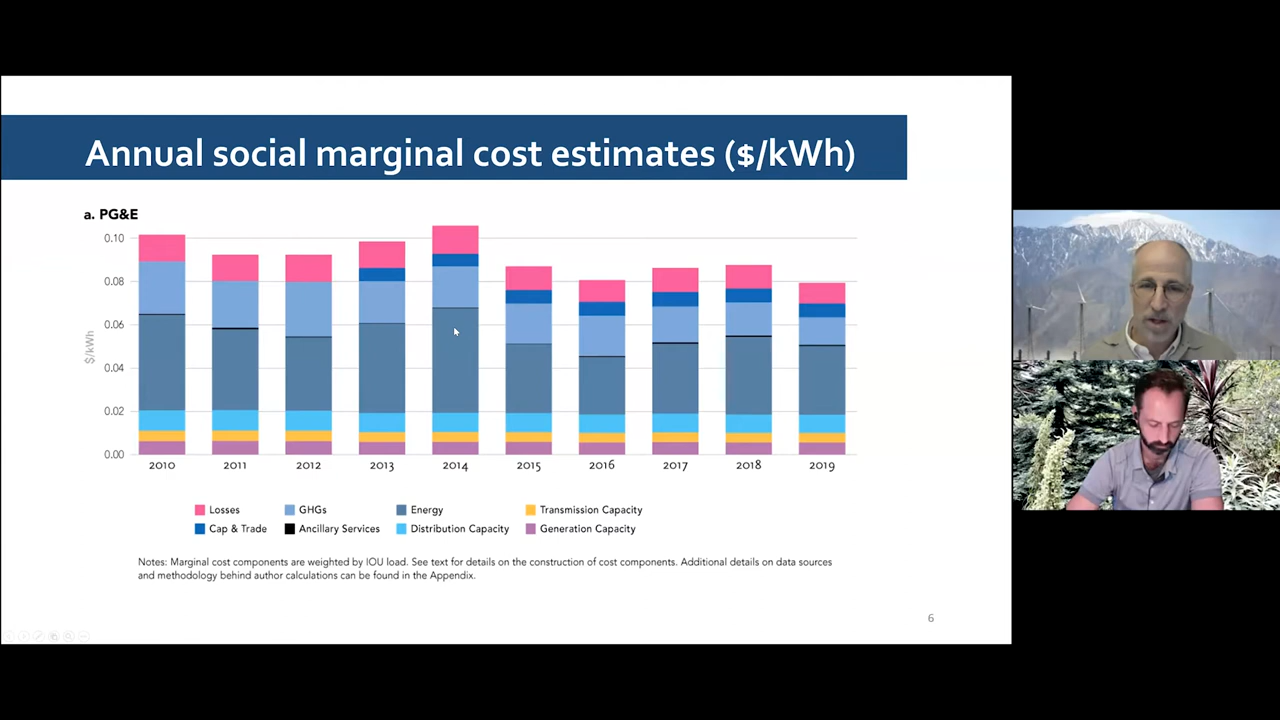 Annual social marginal cost estimates ($/kWh)
a. PG&E
0.10
0.08
0.06
0.04
0.02
0.00
$/kWh
2010 2011 2012 2013 2014 2015 2016 2017 2018 2019
Losses GHGs Energy Transmission Capacity
Cap & Trade Ancillary Services Distribution Capacity Generation Capacity
Notes: Marginal cost components are weighted by IOU load. See text for details on the construction of cost components. Additional details on data sources
and methodology behind author calculations can be found in the Appendix.
6